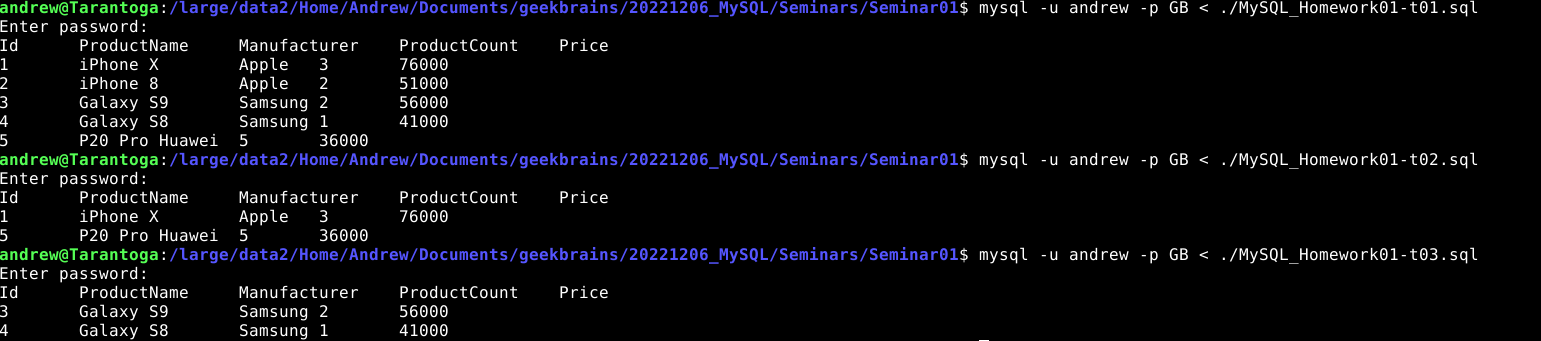 andrew@Tarantoga:/large/data2/Home/Andrew/Documents/geekbrains/20221206_MySQL/Seminars/Seminar01$ mysql -u andrew -p GB < ./MySQL_Homework01-t01.sql
Enter password:
Id      ProductName     Manufacturer    ProductCount    Price
1       iPhone X        Apple   3       76000
2       iPhone 8        Apple   2       51000
3       Galaxy S9       Samsung 2       56000
4       Galaxy S8       Samsung 1       41000
5       P20 Pro Huawei  5       36000
andrew@Tarantoga:/large/data2/Home/Andrew/Documents/geekbrains/20221206_MySQL/Seminars/Seminar01$ mysql -u andrew -p GB < ./MySQL_Homework01-t02.sql
Enter password:
Id      ProductName     Manufacturer    ProductCount    Price
1       iPhone X        Apple   3       76000
5       P20 Pro Huawei  5       36000
andrew@Tarantoga:/large/data2/Home/Andrew/Documents/geekbrains/20221206_MySQL/Seminars/Seminar01$ mysql -u andrew -p GB < ./MySQL_Homework01-t03.sql
Enter password:
Id      ProductName     Manufacturer    ProductCount    Price
3       Galaxy S9       Samsung 2       56000
4       Galaxy S8       Samsung 1       41000